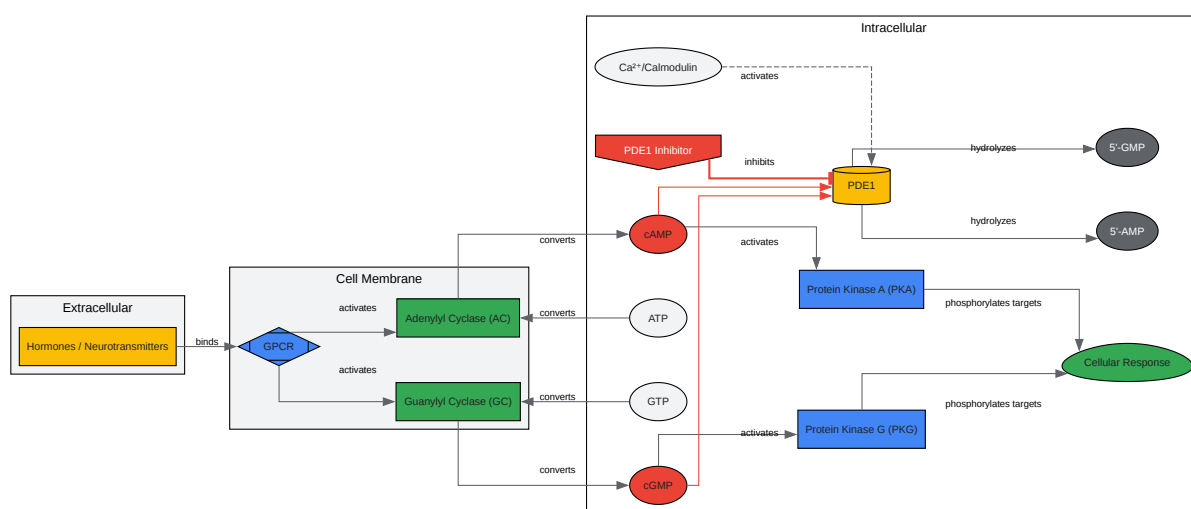 Intracellular
Ca²⁺/Calmodulin
activates
PDE1 Inhibitor
inhibits
hydrolyzes
5'-GMP
PDE1
hydrolyzes
5'-AMP
converts
cAMP
activates
Cell Membrane
Extracellular
activates
Adenylyl Cyclase (AC)
converts
ATP
Protein Kinase A (PKA)
phosphorylates targets
Hormones / Neurotransmitters
binds
GPCR
activates
Cellular Response
Guanylyl Cyclase (GC)
converts
GTP
phosphorylates targets
activates
Protein Kinase G (PKG)
converts
cGMP